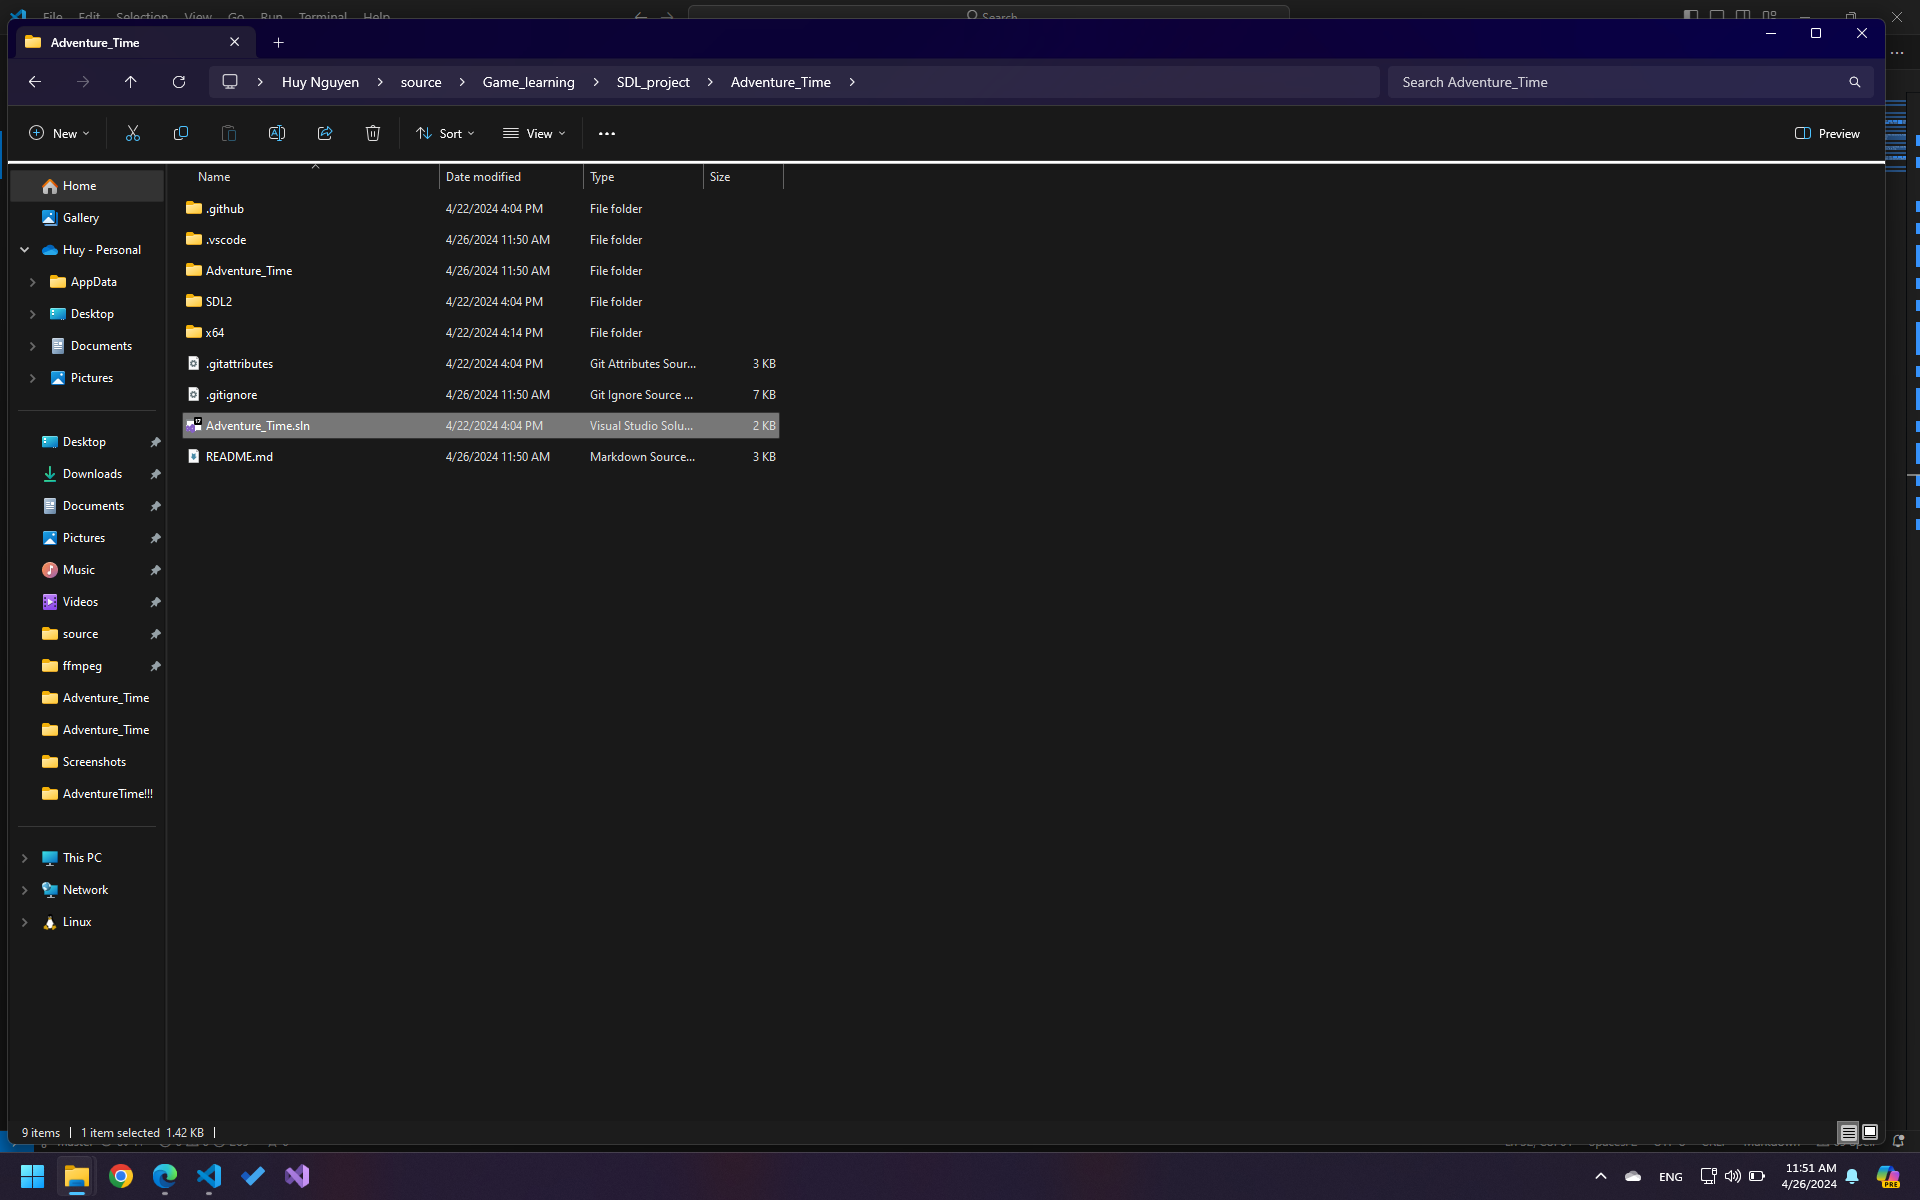 File Edit Selection View Go Run Terminal Help Search
Adventure_Time
Huy Nguyen source Game_learning SDL_project Adventure_Time Search Adventure_Time
New Sort View Preview
Name Date modified Type Size
.github 4/22/2024 4:04 PM File folder
.vscode 4/26/2024 11:50 AM File folder
Adventure_Time 4/26/2024 11:50 AM File folder
SDL2 4/22/2024 4:04 PM File folder
x64 4/22/2024 4:14 PM File folder
.gitattributes 4/22/2024 4:04 PM Git Attributes Sour... 3 KB
.gitignore 4/26/2024 11:50 AM Git Ignore Source ... 7 KB
Adventure_Time.sln 4/22/2024 4:04 PM Visual Studio Solu... 2 KB
README.md 4/26/2024 11:50 AM Markdown Source... 3 KB
Home
Gallery
Huy - Personal
AppData
Desktop
Documents
Pictures
Desktop
Downloads
Documents
Pictures
Music
Videos
source
ffmpeg
Adventure_Time
Adventure_Time
Screenshots
AdventureTime!!!
This PC
Network
Linux
9 items 1 item selected 1.42 KB
ENG
11:51 AM
4/26/2024
PRE